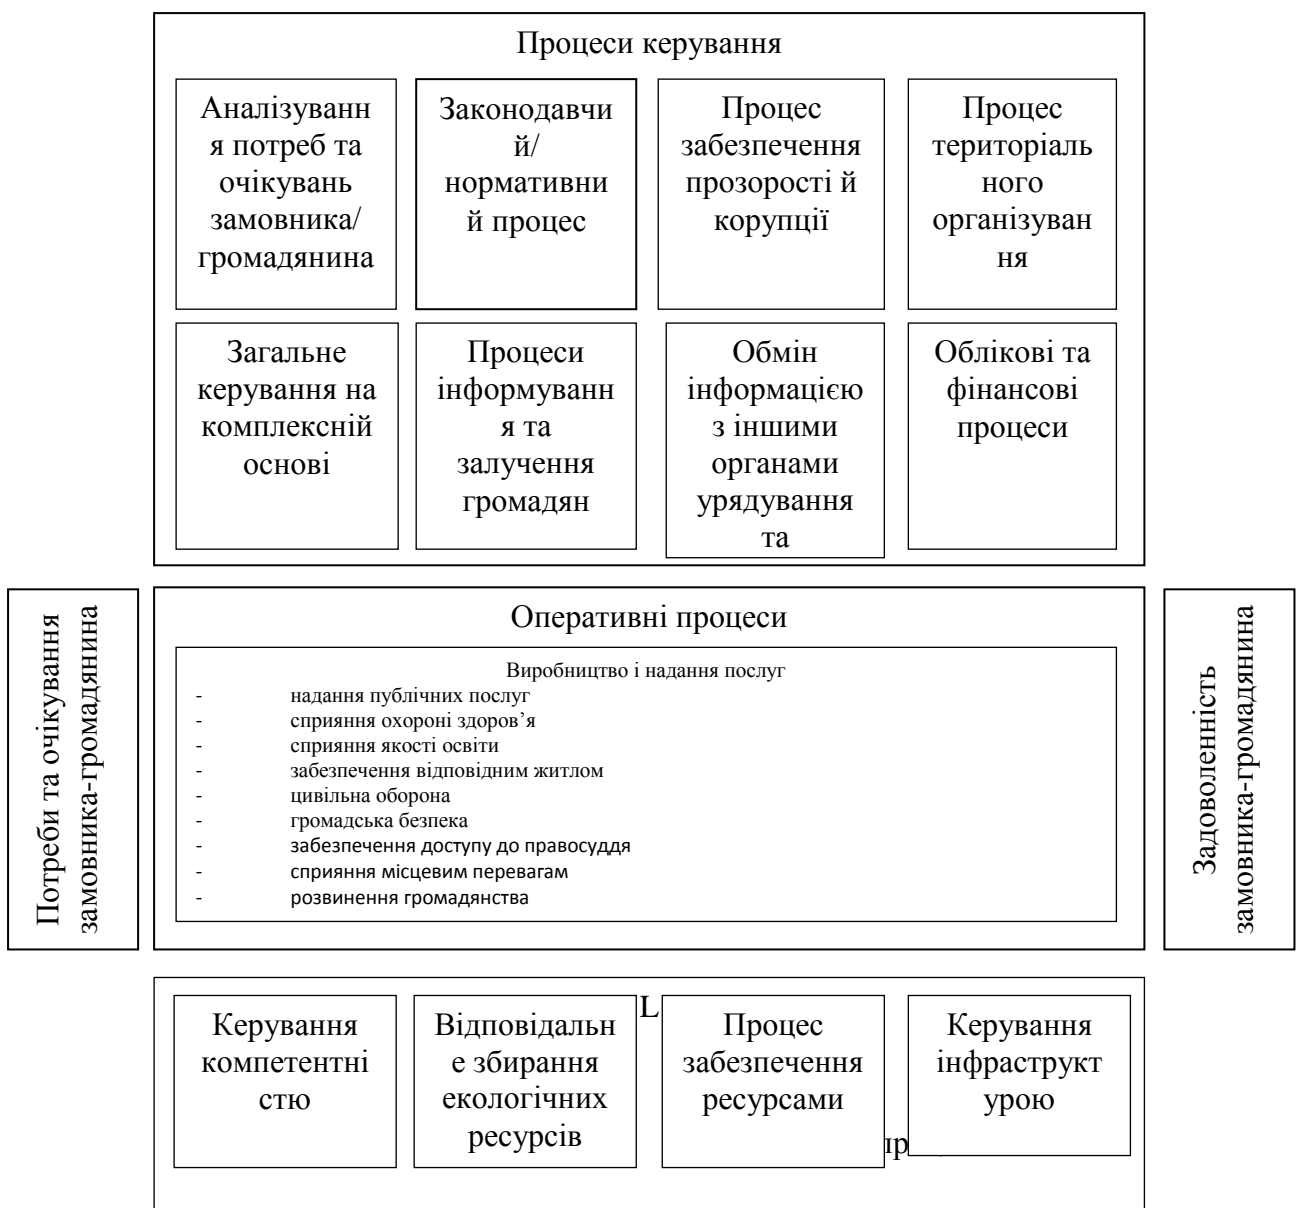 Процеси керування
Аналізуванн
я потреб та
очікувань
замовника/
громадянина
Законодавчи
й/
нормативни
й процес
Процес
забезпечення
прозорості й
корупції
Процес
територіаль
ного
організуван
ня
Загальне
керування на
комплексній
основі
Процеси
інформуванн
я та
залучення
громадян
Обмін
інформацією
з іншими
органами
урядування
та
Облікові та
фінансові
процеси
Потреби та очікування
замовника-громадянина
Оперативні процеси
Виробництво і надання послуг
- надання публічних послуг
- сприяння охороні здоров’я
- сприяння якості освіти
- забезпечення відповідним житлом
- цивільна оборона
- громадська безпека
- забезпечення доступу до правосуддя
- сприяння місцевим перевагам
- розвинення громадянства
Задоволенність
замовника-громадянина
L
Керування
компетентні
стю
Відповідальн
е збирання
екологічних
ресурсів
Процес
забезпечення
ресурсами
Керування
інфраструкт
урою